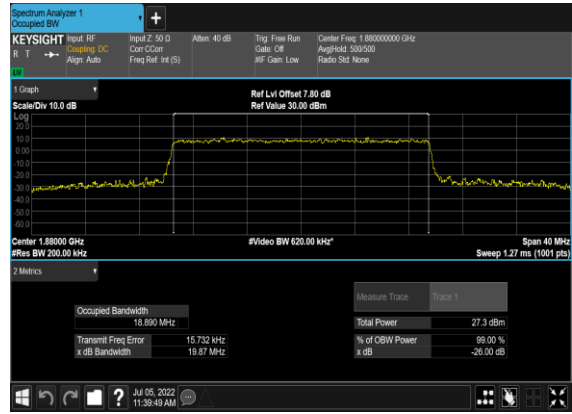 Spectrum Analyzer 1
Occupied BW
+
KEYSIGHT Input: RF Input Z: 50 Ω Atten: 40 dB Trig: Free Run Center Freq: 1.880000000 GHz
R T Coupling: DC Corr CCorr Gate: Off Avg|Hold: 500/500
Align: Auto Freq Ref: Int (S) #IF Gain: Low Radio Std: None
1 Graph
Ref Lvl Offset 7.80 dB
Scale/Div 10.0 dB Ref Value 30.00 dBm
Log
20.0
10.0
0.00
-10.0
-20.0
-30.0
-40.0
-50.0
-60.0
Center 1.88000 GHz #Video BW 620.00 kHz* Span 40 MHz
#Res BW 200.00 kHz Sweep 1.27 ms (1001 pts)
2 Metrics
Measure Trace Trace 1
Occupied Bandwidth
18.890 MHz Total Power 27.3 dBm
Transmit Freq Error 15.732 kHz % of OBW Power 99.00 %
x dB Bandwidth 19.87 MHz x dB -26.00 dB
? Jul 05, 2022
11:39:49 AM